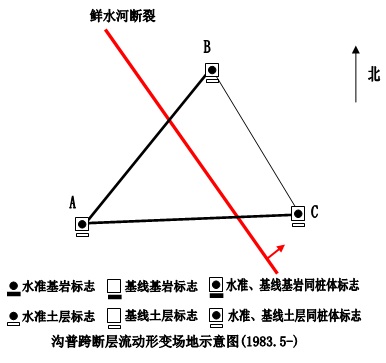 鲜水河断裂
B
北
A
C
水准基岩标志 基线基岩标志 水准、基线基岩同桩体标志
水准土层标志 基线土层标志 水准、基线土层同桩体标志
沟普跨断层流动形变场地示意图(1983.5-)